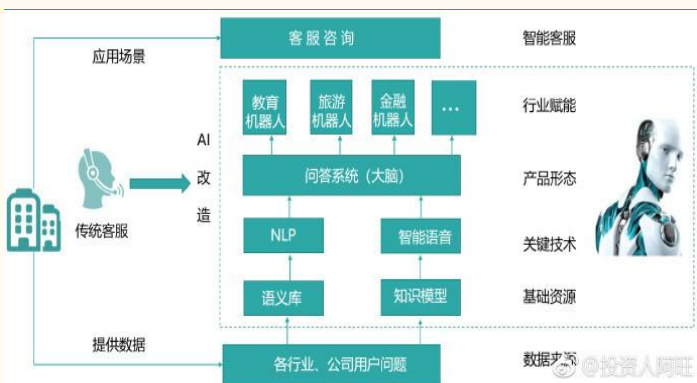 客服咨询
智能客服
应用场景
教育
机器人
旅游
机器人
金融
机器人
...
行业赋能
AI
改
造
问答系统（大脑）
产品形态
传统客服
NLP
智能语音
关键技术
语义库
知识模型
基础资源
提供数据
各行业、公司用户问题
数据来源
@投资人阿旺